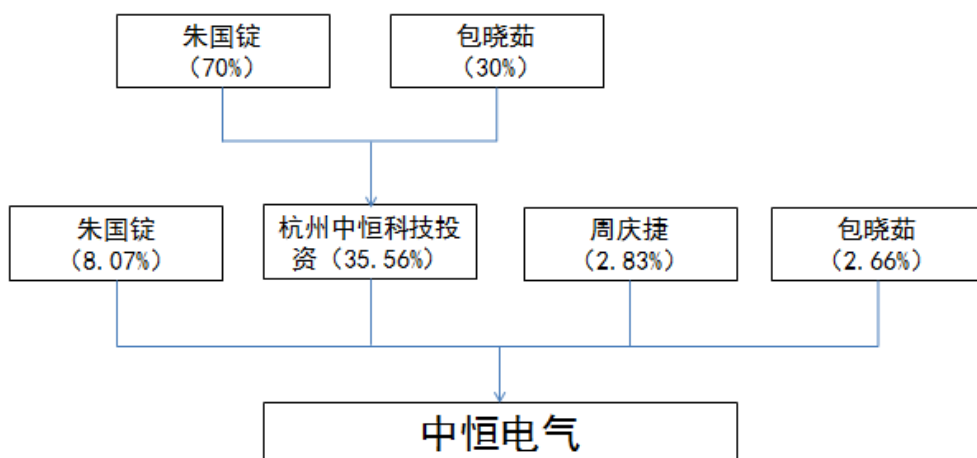 朱国锭
（70%）
包晓茹
（30%）
朱国锭
（8.07%）
杭州中恒科技投
资（35.56%）
周庆捷
（2.83%）
包晓茹
（2.66%）
中恒电气